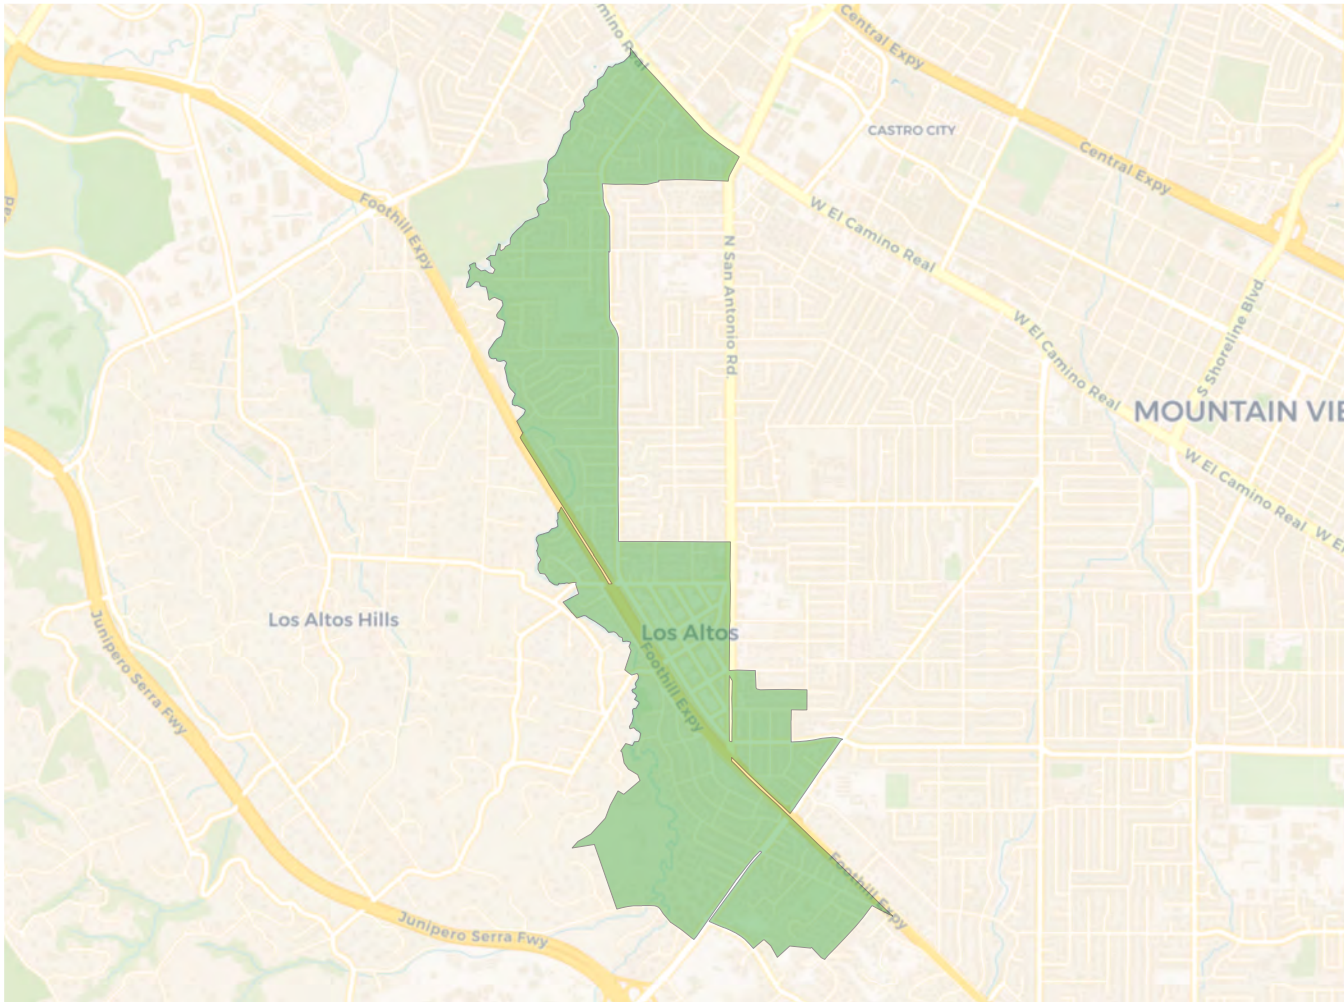 mino Real
Central Expy
CASTRO CITY
Central Expy
Foothill Expy
W El Camino Real
N San Antonio Rd
W El Camino Real
S Shoreline Blvd
MOUNTAIN VIE
W El Camino Real
W E
Los Altos Hills
Los Altos
Junipero Serra Fwy
Foothill Expy
Foothill Expy
Junipero Serra Fwy